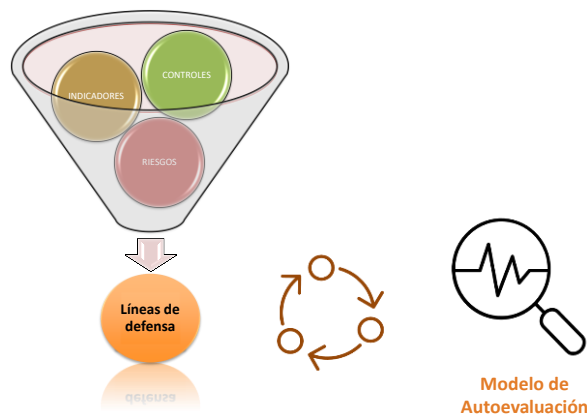 CONTROLES
INDICADORES
RIESGOS
Líneas de
defensa
Modelo de
Autoevaluación